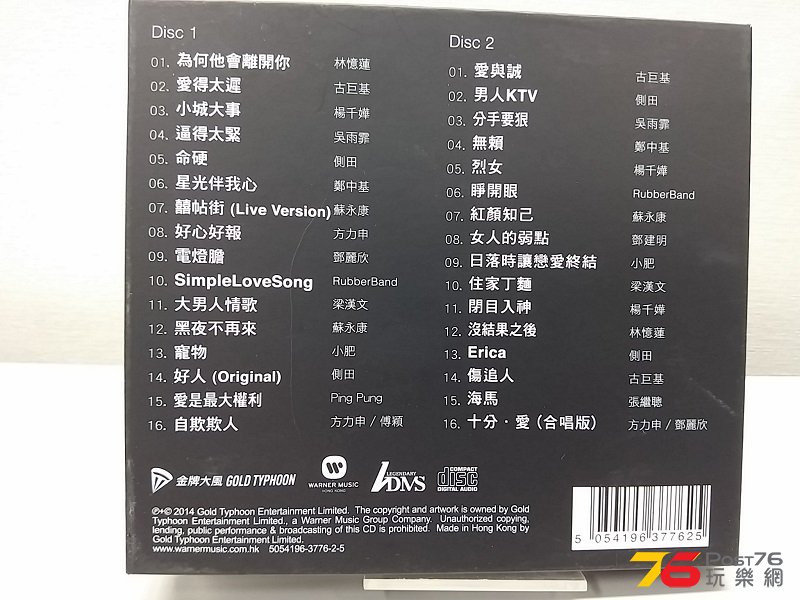 Disc 1
01. 為何他會離開你 林憶蓮
02. 愛得太遲 古巨基
03. 小城大事 楊千嬅
04. 逼得太緊 吳雨霏
05. 命硬 側田
06. 星光伴我心 鄭中基
07. 囍帖街 (Live Version) 蘇永康
08. 好心好報 方力申
09. 電燈膽 鄧麗欣
10. SimpleLoveSong RubberBand
11. 大男人情歌 梁漢文
12. 黑夜不再來 蘇永康
13. 寵物 小肥
14. 好人 (Original) 側田
15. 愛是最大權利 Ping Pung
16. 自欺欺人 方力申 / 傅穎
Disc 2
01. 愛與誠 古巨基
02. 男人KTV 側田
03. 分手要狠 吳雨霏
04. 無賴 鄭中基
05. 烈女 楊千嬅
06. 睜開眼 RubberBand
07. 紅顏知己 蘇永康
08. 女人的弱點 鄧建明
09. 日落時讓戀愛終結 小肥
10. 住家丁麵 梁漢文
11. 閉目入神 楊千嬅
12. 沒結果之後 林憶蓮
13. Erica 側田
14. 傷追人 古巨基
15. 海馬 張繼聰
16. 十分．愛 (合唱版) 方力申 / 鄧麗欣
金牌大風 GOLD TYPHOON
WARNER MUSIC
HONG KONG
LEGENDARY
DMS
COMPACT
disc
DIGITAL AUDIO
℗+© 2014 Gold Typhoon Entertainment Limited. The copyright and artwork is owned by Gold
Typhoon Entertainment Limited., a Warner Music Group Company. Unauthorized copying,
lending, public performance & broadcasting of this CD is prohibited. Made in Hong Kong by
Gold Typhoon Entertainment Limited.
www.warnermusic.com.hk 5054196-3776-2-5
5 054196 377625
76 Post76
玩樂網